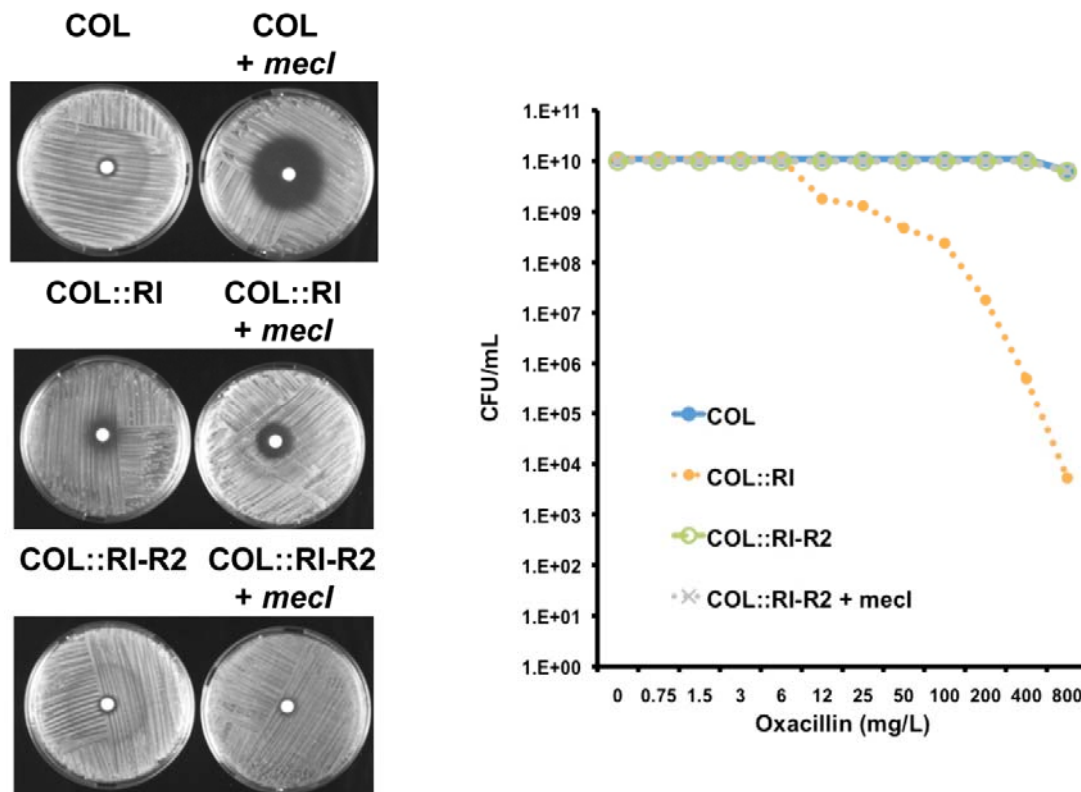 COL
COL
+ mecI
COL::RI
COL::RI
+ mecI
COL::RI-R2
COL::RI-R2
+ mecI
1.E+11
1.E+10
1.E+09
1.E+08
1.E+07
1.E+06
1.E+05
1.E+04
1.E+03
1.E+02
1.E+01
1.E+00
CFU/mL
COL
COL::RI
COL::RI-R2
COL::RI-R2 + mecI
0 0.75 1.5 3 6 12 25 50 100 200 400 800
Oxacillin (mg/L)